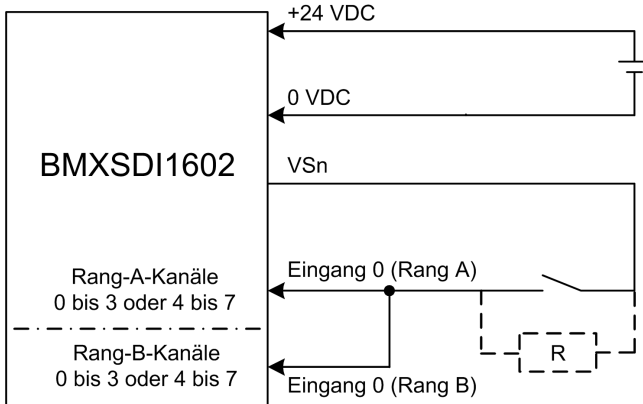 +24 VDC
0 VDC
BMXSDI1602
VSn
Rang-A-Kanäle
0 bis 3 oder 4 bis 7
Eingang 0 (Rang A)
R
Rang-B-Kanäle
0 bis 3 oder 4 bis 7
Eingang 0 (Rang B)